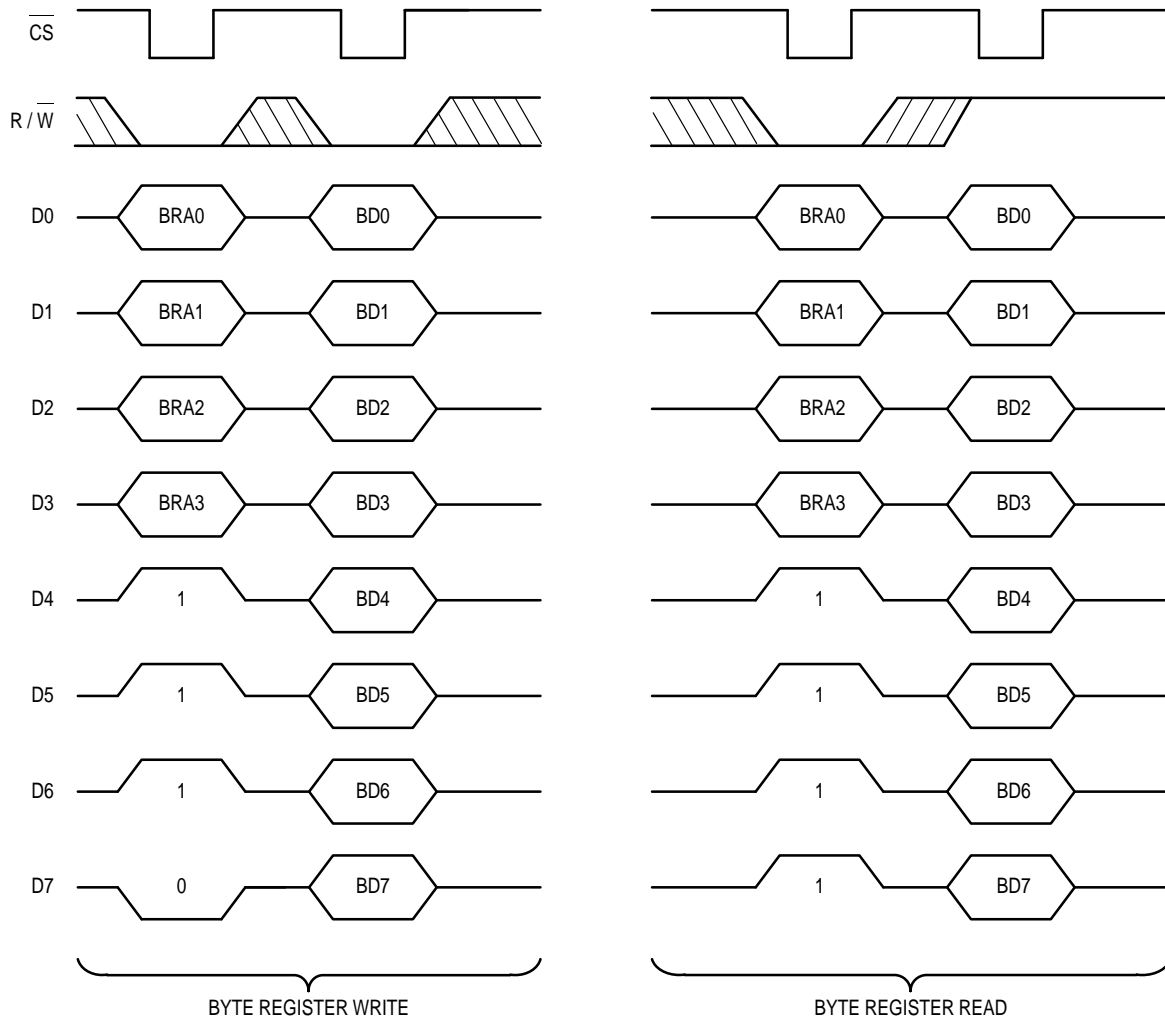 CS
R / W
D0 BRA0 BD0 BRA0 BD0
D1 BRA1 BD1 BRA1 BD1
D2 BRA2 BD2 BRA2 BD2
D3 BRA3 BD3 BRA3 BD3
D4 1 BD4 1 BD4
D5 1 BD5 1 BD5
D6 1 BD6 1 BD6
D7 0 BD7 1 BD7
BYTE REGISTER WRITE BYTE REGISTER READ